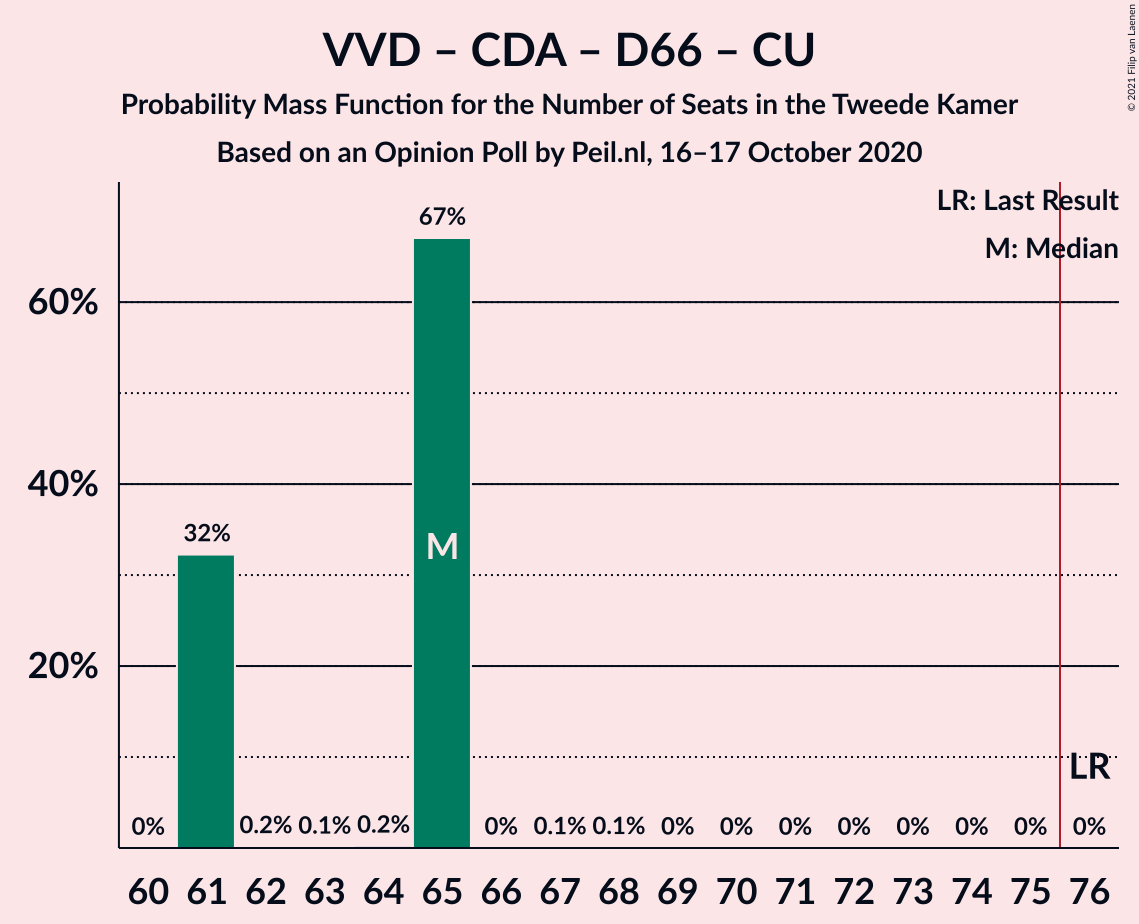 VVD – CDA – D66 – CU
Probability Mass Function for the Number of Seats in the Tweede Kamer
Based on an Opinion Poll by Peil.nl, 16–17 October 2020
© 2021 Filip van Laenen
LR: Last Result
M: Median
67%
60%
40%
32%
M
20%
LR
0% 0.2% 0.1% 0.2% 0% 0.1% 0.1% 0% 0% 0% 0% 0% 0% 0% 0%
60 61 62 63 64 65 66 67 68 69 70 71 72 73 74 75 76